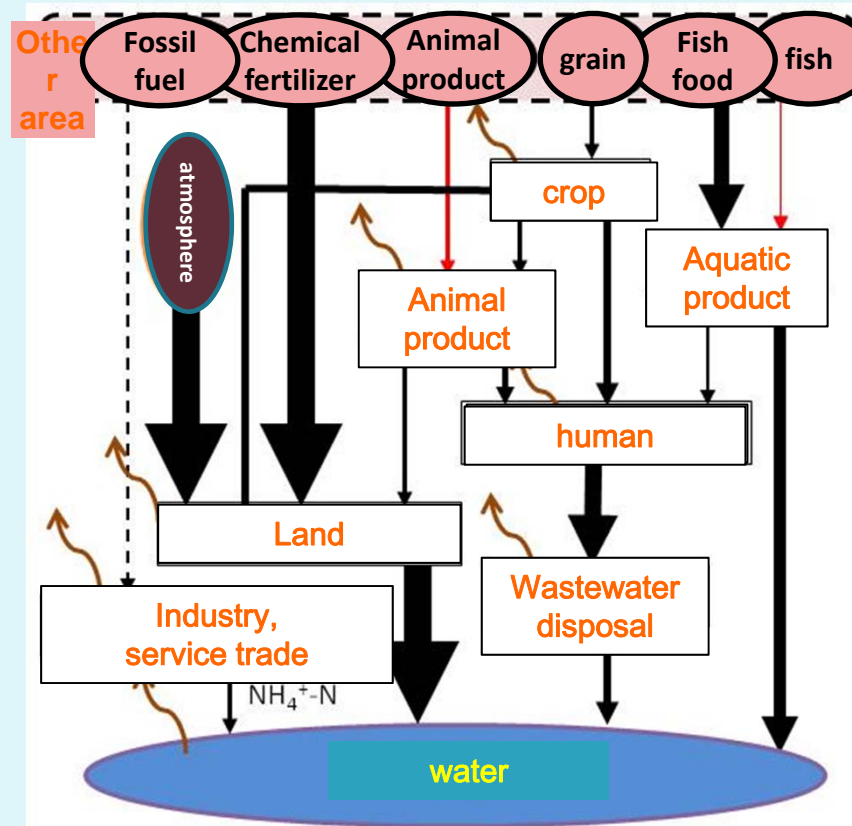 Othe
r
area
Fossil
fuel
Chemical
fertilizer
Animal
product
grain
Fish
food
fish
atmosphere
crop
Animal
product
Aquatic
product
human
Land
Wastewater
disposal
Industry,
service trade
NH₄⁺-N
water